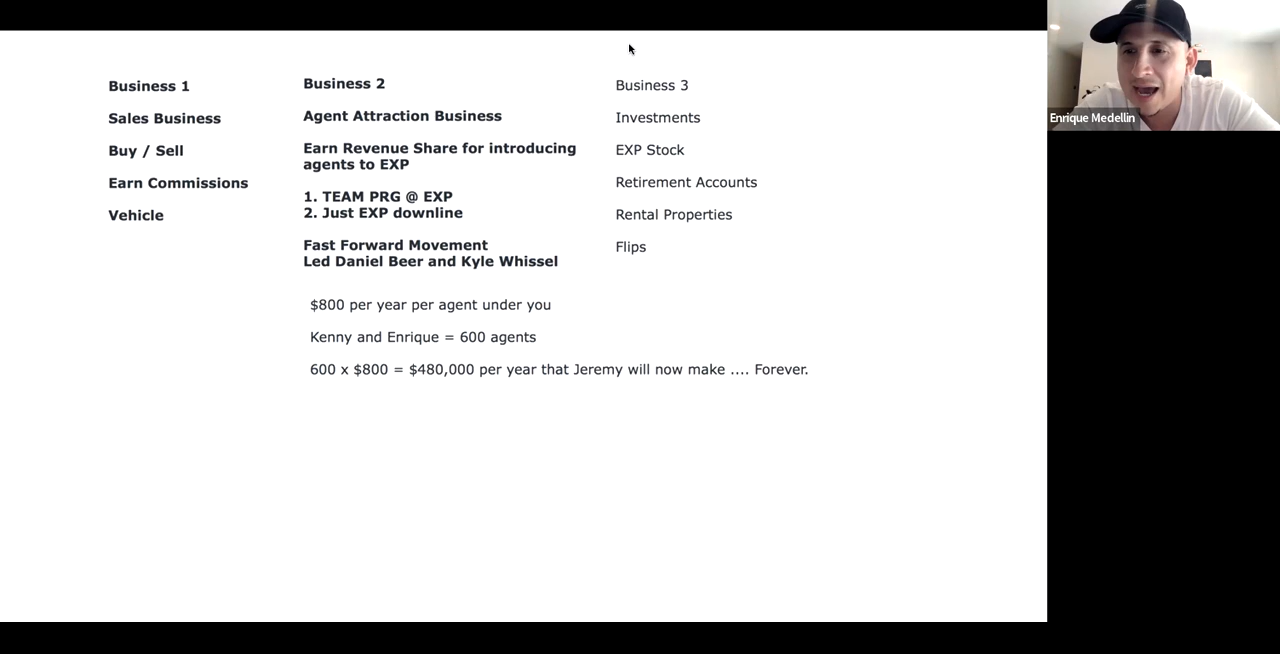 Business 1
Sales Business
Buy / Sell
Earn Commissions
Vehicle
Business 2
Agent Attraction Business
Earn Revenue Share for introducing
agents to EXP
1. TEAM PRG @ EXP
2. Just EXP downline
Fast Forward Movement
Led Daniel Beer and Kyle Whissel
$800 per year per agent under you
Kenny and Enrique = 600 agents
600 x $800 = $480,000 per year that Jeremy will now make .... Forever.
Business 3
Investments
EXP Stock
Retirement Accounts
Rental Properties
Flips
Enrique Medellin